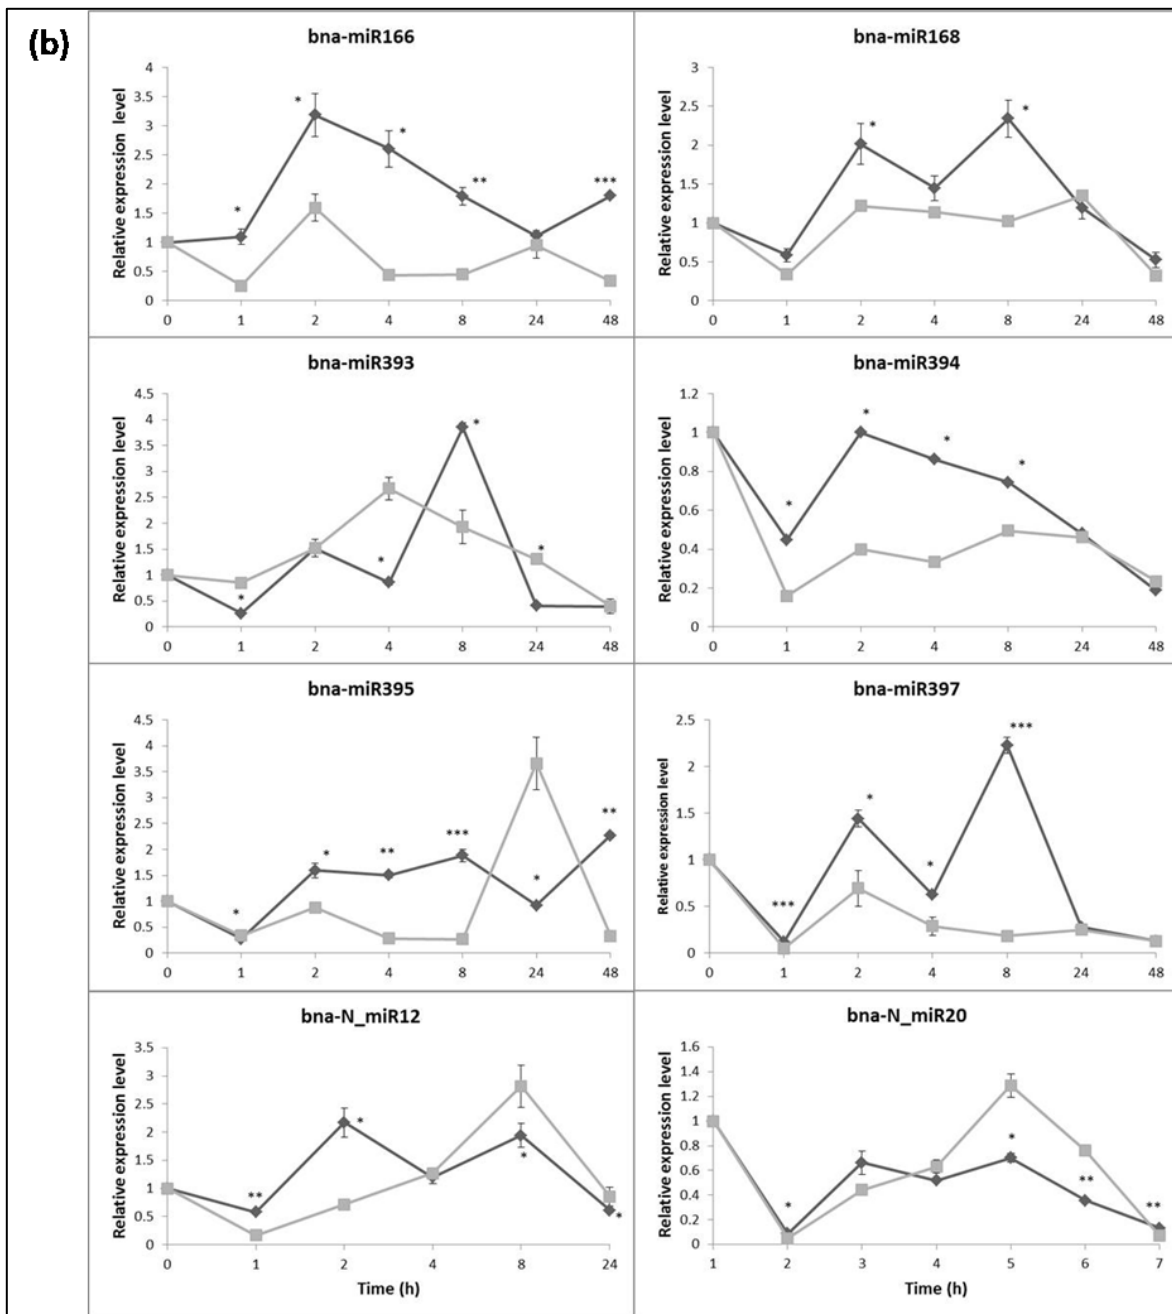 (b)
bna-miR166
Relative expression level
4
3.5
3
2.5
2
1.5
1
0.5
0
* * * ** ***
0 1 2 4 8 24 48
bna-miR168
Relative expression level
3
2.5
2
1.5
1
0.5
0
* *
0 1 2 4 8 24 48
bna-miR393
Relative expression level
4.5
4
3.5
3
2.5
2
1.5
1
0.5
0
* * * *
0 1 2 4 8 24 48
bna-miR394
Relative expression level
1.2
1
0.8
0.6
0.4
0.2
0
* * * *
0 1 2 4 8 24 48
bna-miR395
Relative expression level
4.5
4
3.5
3
2.5
2
1.5
1
0.5
0
* * ** *** * **
0 1 2 4 8 24 48
bna-miR397
Relative expression level
2.5
2
1.5
1
0.5
0
*** * * ***
0 1 2 4 8 24 48
bna-N_miR12
Relative expression level
3.5
3
2.5
2
1.5
1
0.5
0
** * * *
0 1 2 4 8 24
Time (h)
bna-N_miR20
Relative expression level
1.6
1.4
1.2
1
0.8
0.6
0.4
0.2
0
* * ** **
1 2 3 4 5 6 7
Time (h)